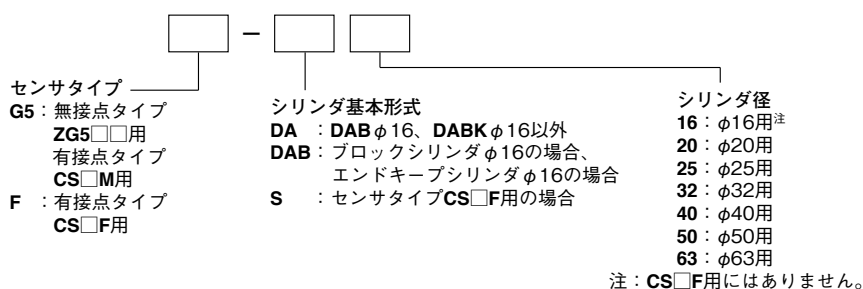 －
センサタイプ
G5：無接点タイプ
ZG5□□用
有接点タイプ
CS□M用
F ：有接点タイプ
CS□F用
シリンダ基本形式
DA ：DABφ16、DABKφ16以外
DAB：ブロックシリンダφ16の場合、
エンドキープシリンダφ16の場合
S ：センサタイプCS□F用の場合
シリンダ径
16：φ16用注
20：φ20用
25：φ25用
32：φ32用
40：φ40用
50：φ50用
63：φ63用
注：CS□F用にはありません。